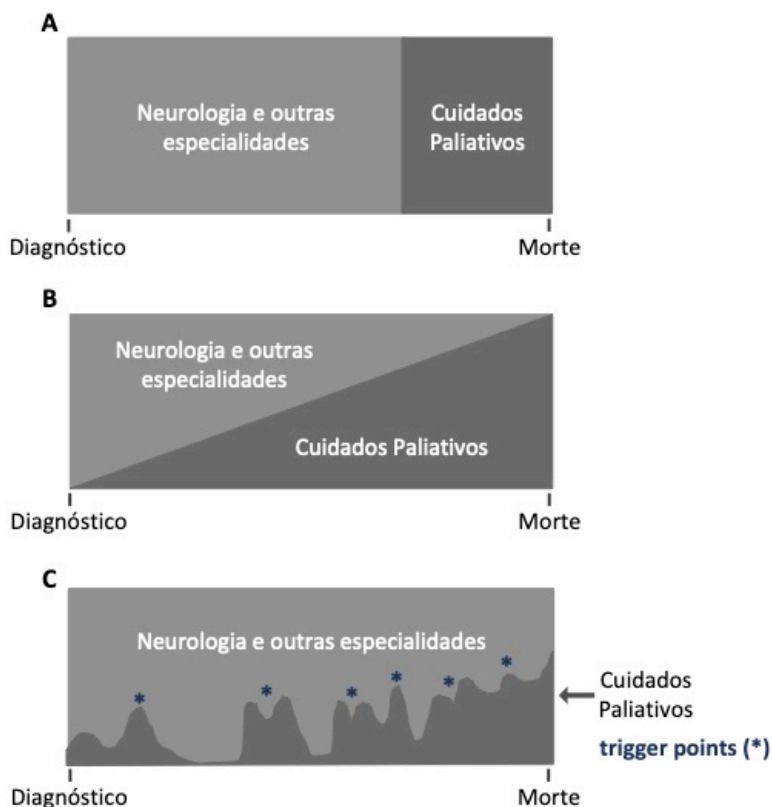 A
Neurologia e outras
especialidades
Cuidados
Paliativos
Diagnóstico
Morte
B
Neurologia e outras
especialidades
Cuidados Paliativos
Diagnóstico
Morte
C
Neurologia e outras especialidades
* * * * * *
Cuidados
Paliativos
trigger points (*)
Diagnóstico
Morte